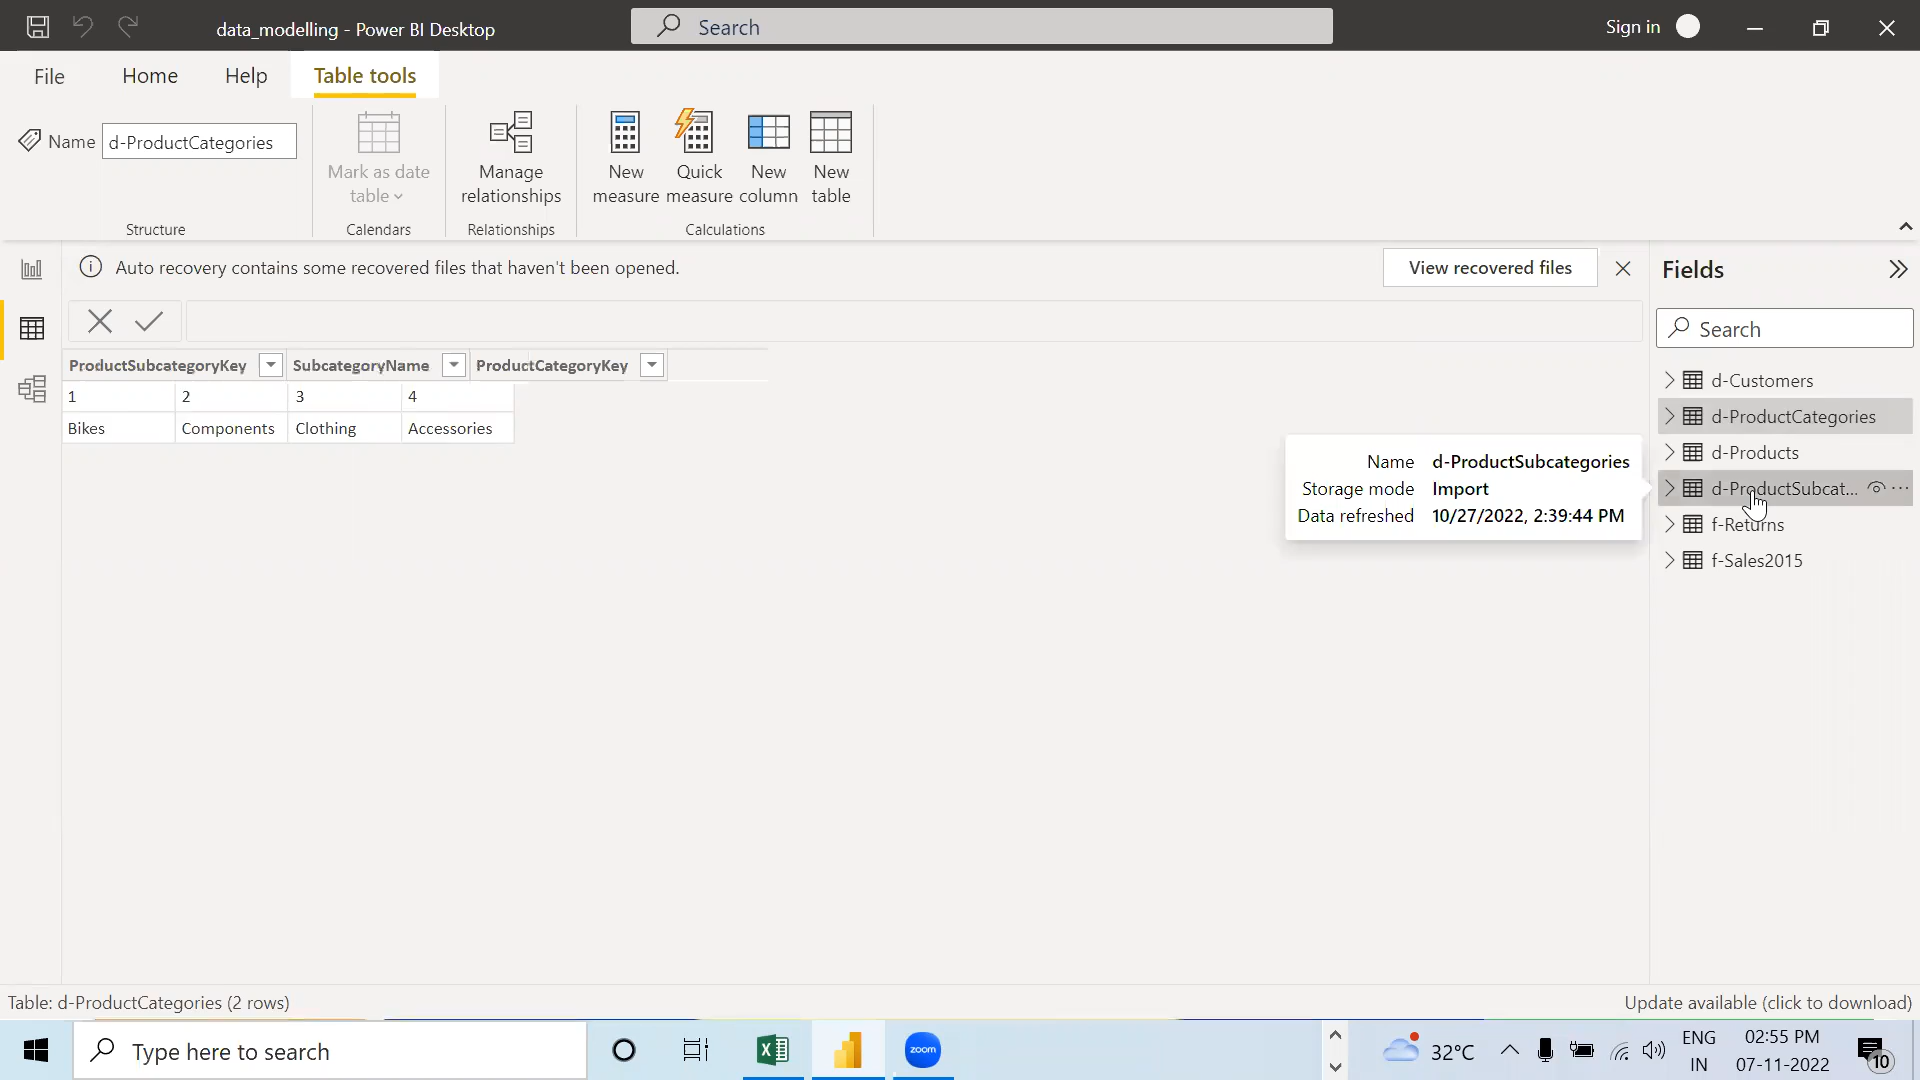 data_modelling - Power BI Desktop
Search
Sign in
File
Home
Help
Table tools
Name
d-ProductCategories
Mark as date
table
Manage
relationships
New
measure
Quick
measure
New
column
New
table
Structure
Calendars
Relationships
Calculations
Auto recovery contains some recovered files that haven't been opened.
View recovered files
Fields
Search
ProductSubcategoryKey
SubcategoryName
ProductCategoryKey
1 2 3 4
Bikes Components Clothing Accessories
d-Customers
d-ProductCategories
d-Products
d-ProductSubcat...
f-Returns
f-Sales2015
Name d-ProductSubcategories
Storage mode Import
Data refreshed 10/27/2022, 2:39:44 PM
Table: d-ProductCategories (2 rows)
Update available (click to download)
Type here to search
zoom
32°C
ENG
IN
02:55 PM
07-11-2022
10